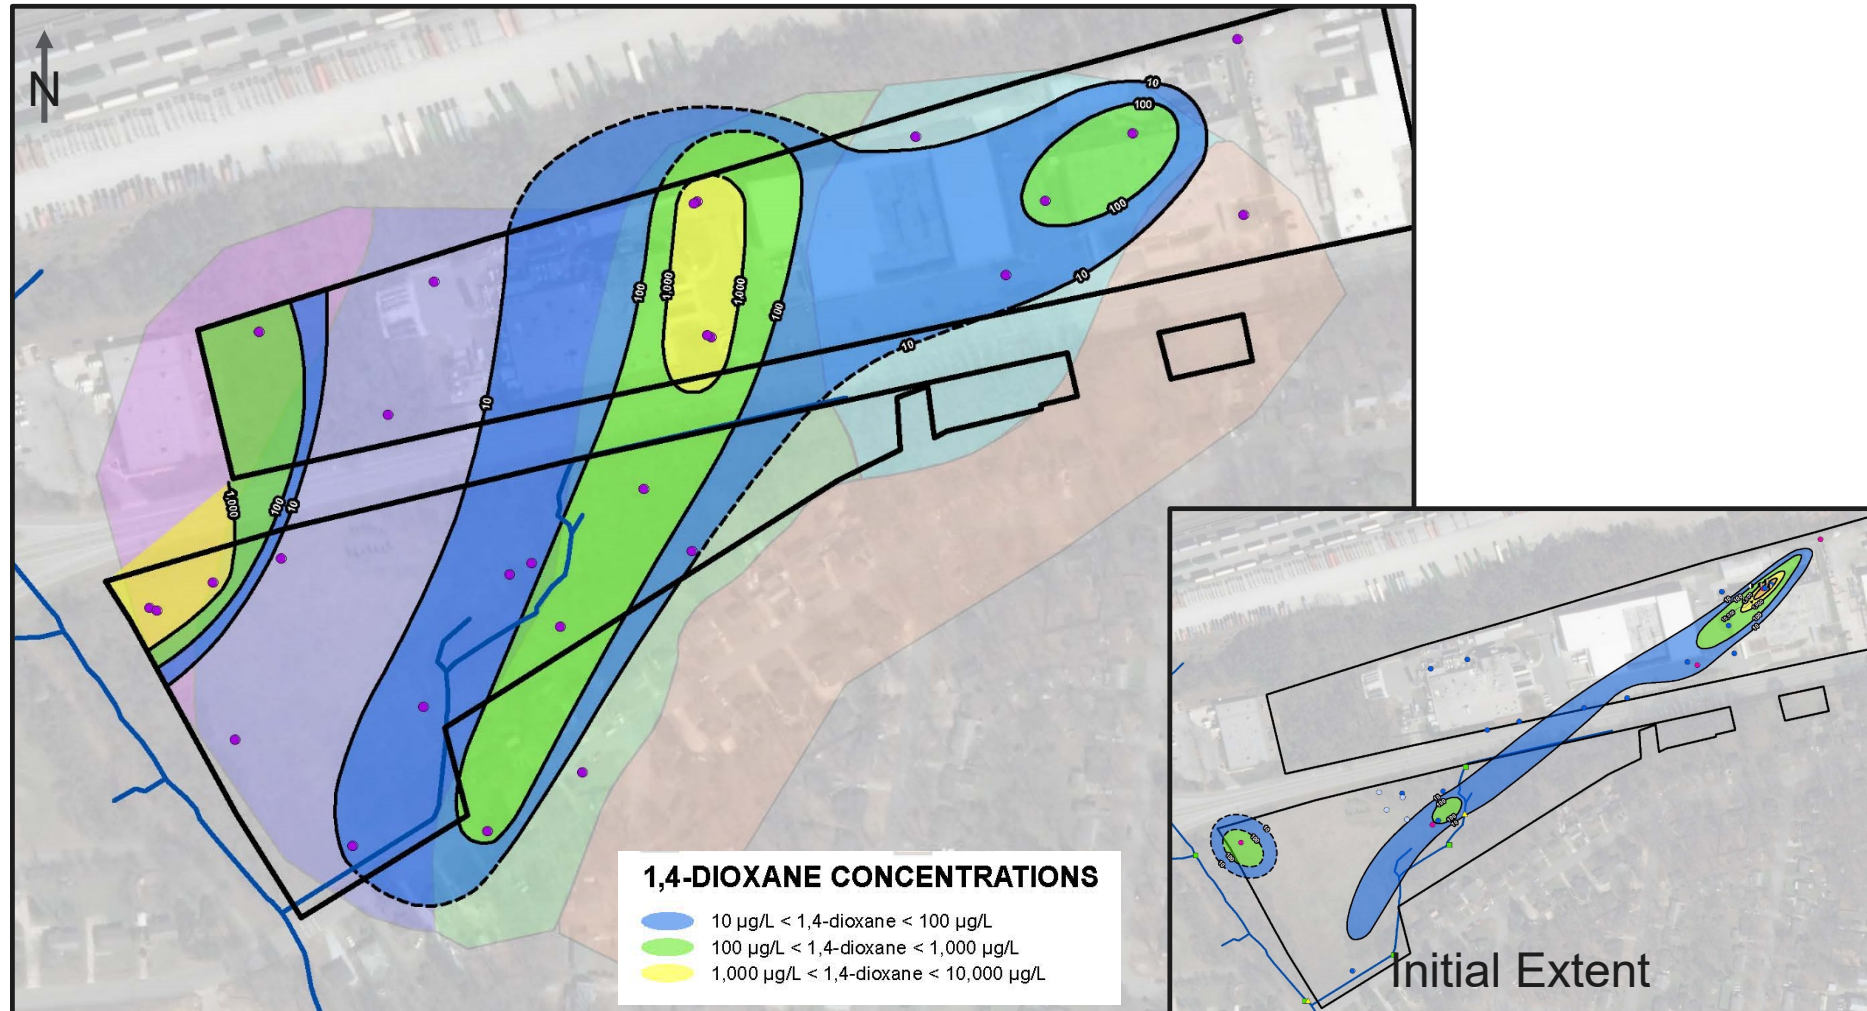 N
10
100
100
10
10
100
1,000
1,000
100
10
1,000
100
10
1,4-DIOXANE CONCENTRATIONS
10 µg/L < 1,4-dioxane < 100 µg/L
100 µg/L < 1,4-dioxane < 1,000 µg/L
1,000 µg/L < 1,4-dioxane < 10,000 µg/L
Initial Extent